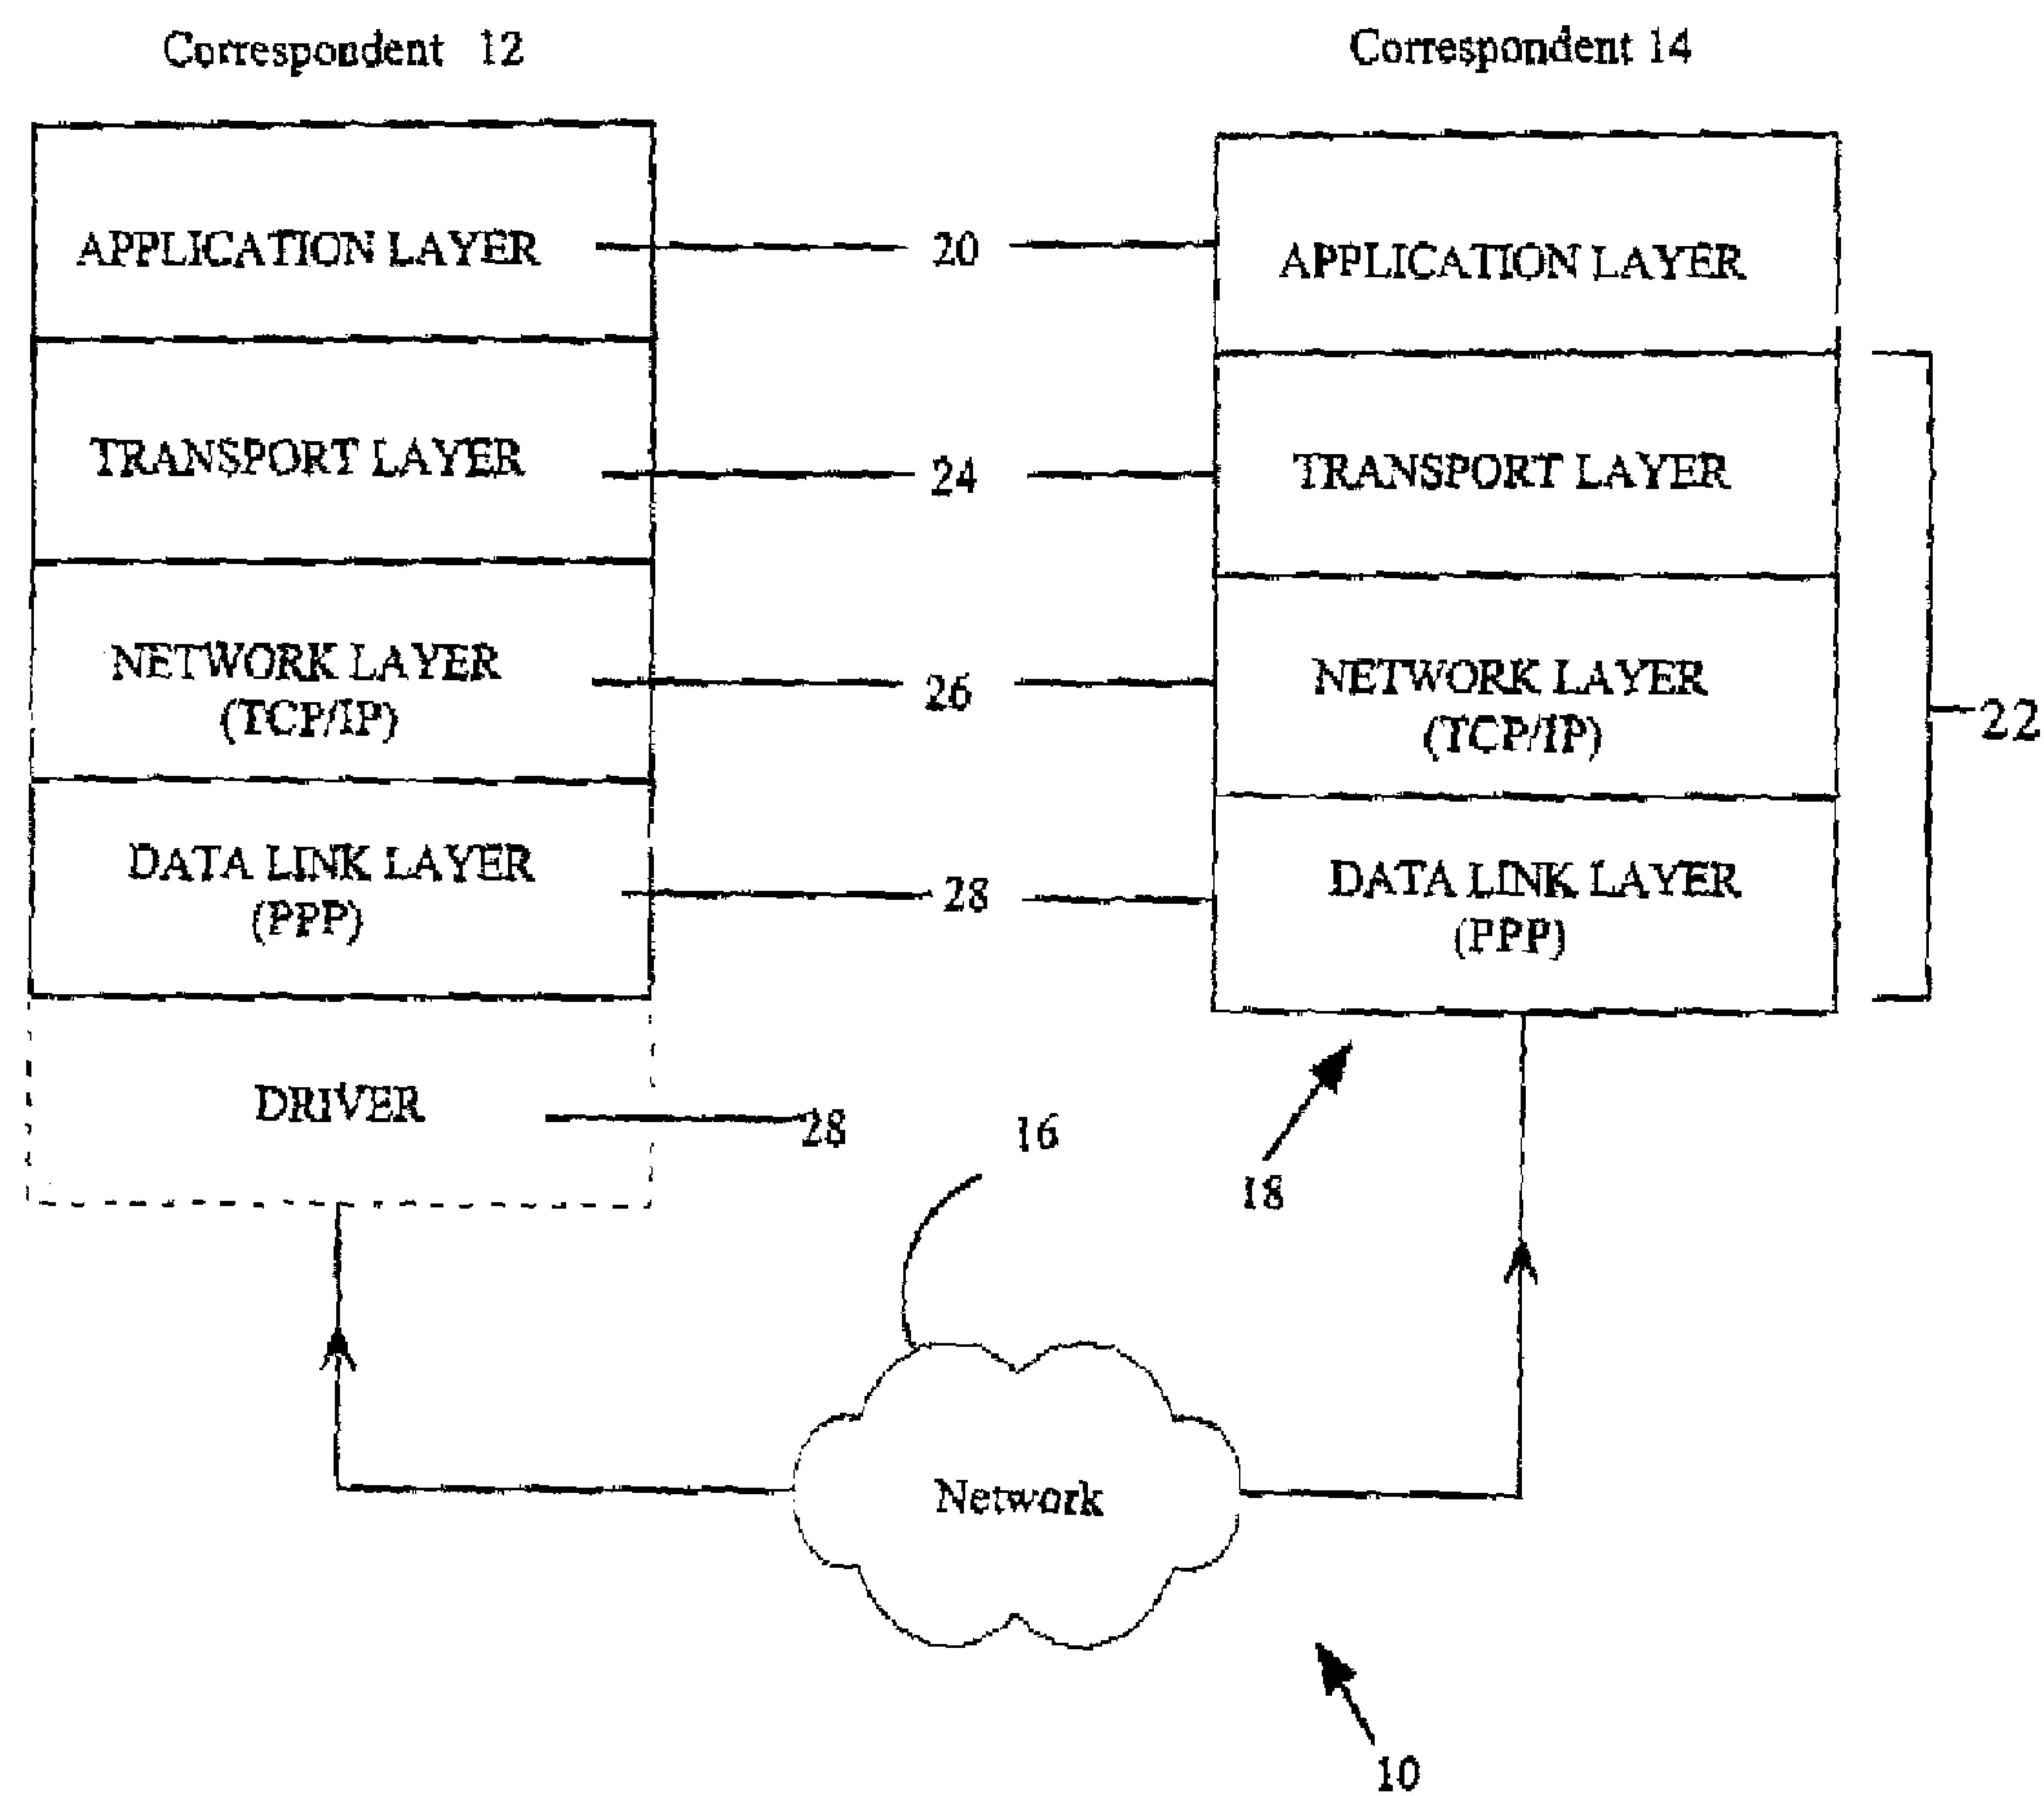 Correspondent 12
Correspondent 14
APPLICATION LAYER
20
APPLICATION LAYER
TRANSPORT LAYER
24
TRANSPORT LAYER
NETWORK LAYER
(TCP/IP)
26
NETWORK LAYER
(TCP/IP)
22
DATA LINK LAYER
(PPP)
28
DATA LINK LAYER
(PPP)
DRIVER
28
16
18
Network
10